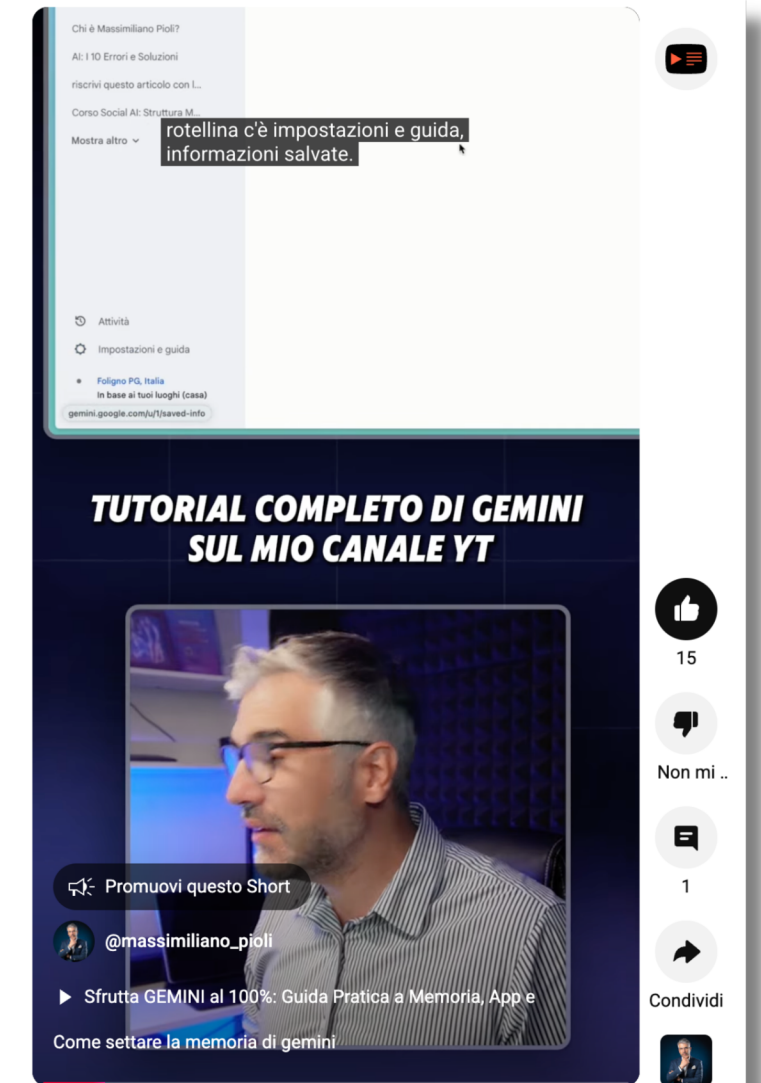 Chi è Massimiliano Pioli?
AI: I 10 Errori e Soluzioni
riscrivi questo articolo con l...
Corso Social AI: Struttura M...
Mostra altro
rotellina c'è impostazioni e guida,
informazioni salvate.
Attività
Impostazioni e guida
Foligno PG, Italia
In base ai tuoi luoghi (casa)
gemini.google.com/u/1/saved-info
TUTORIAL COMPLETO DI GEMINI
SUL MIO CANALE YT
15
Non mi ..
1
Condividi
Promuovi questo Short
@massimiliano_pioli
Sfrutta GEMINI al 100%: Guida Pratica a Memoria, App e
Come settare la memoria di gemini